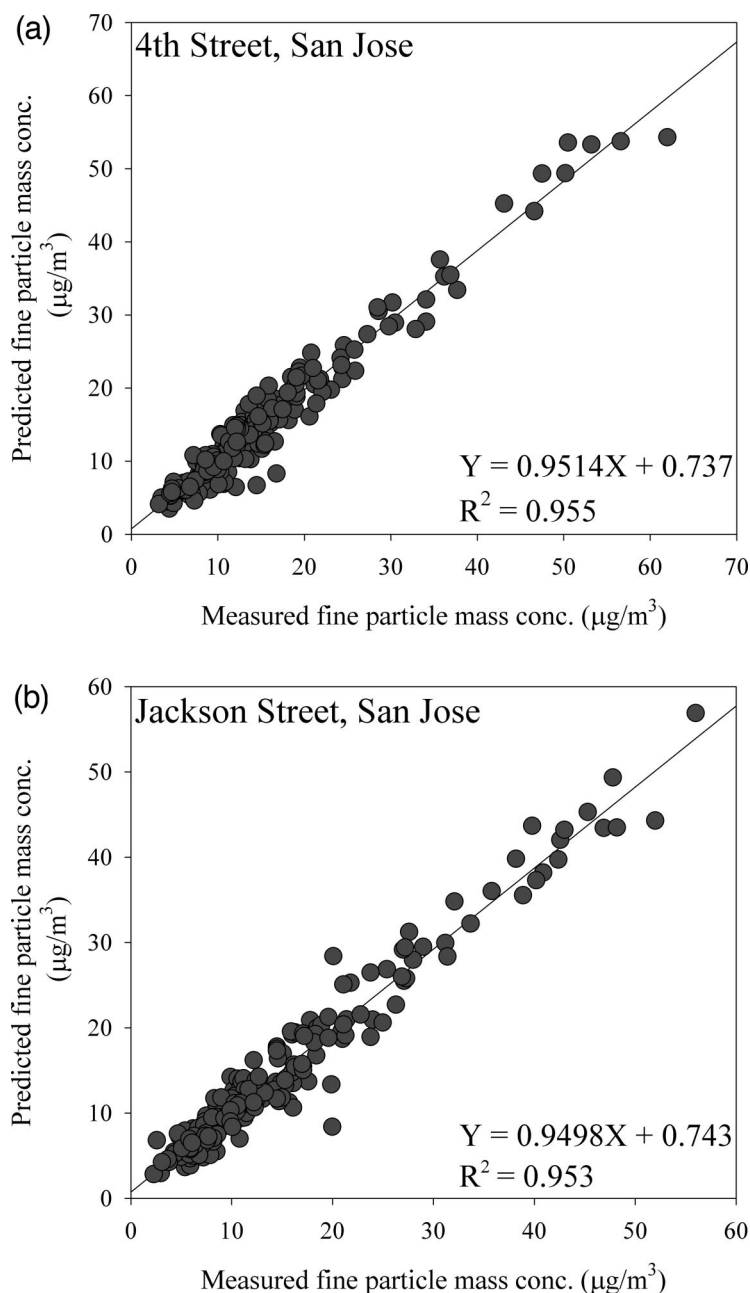 (a)
4th Street, San Jose
Predicted fine particle mass conc.
(μg/m³)
70
60
50
40
30
20
10
0
Y = 0.9514X + 0.737
R² = 0.955
0 10 20 30 40 50 60 70
Measured fine particle mass conc. (μg/m³)
(b)
Jackson Street, San Jose
Predicted fine particle mass conc.
(μg/m³)
60
50
40
30
20
10
0
Y = 0.9498X + 0.743
R² = 0.953
0 10 20 30 40 50 60
Measured fine particle mass conc. (μg/m³)